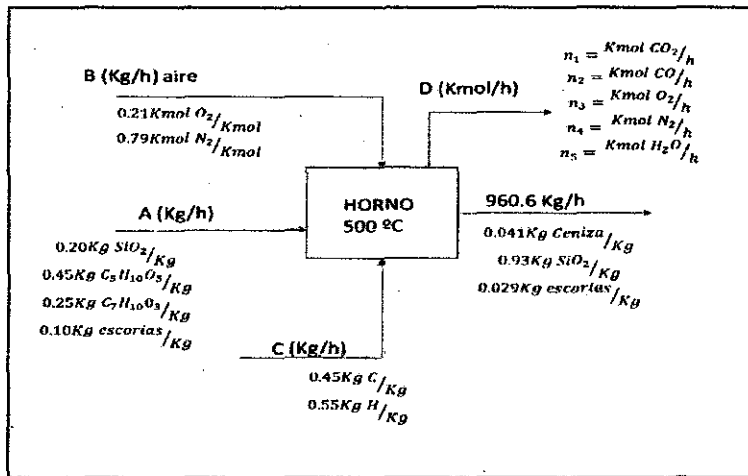 B (Kg/h) aire
0.21Kmol O₂/Kmol
0.79Kmol N₂/Kmol
D (Kmol/h)
n₁ = Kmol CO₂/h
n₂ = Kmol CO/h
n₃ = Kmol O₂/h
n₄ = Kmol N₂/h
n₅ = Kmol H₂O/h
HORNO
500 ºC
A (Kg/h)
0.20Kg SiO₂/Kg
0.45Kg C₅H₁₀O₅/Kg
0.25Kg C₇H₁₀O₃/Kg
0.10Kg escorias/Kg
960.6 Kg/h
0.041Kg Ceniza/Kg
0.93Kg SiO₂/Kg
0.029Kg escorias/Kg
C (Kg/h)
0.45Kg C/Kg
0.55Kg H/Kg